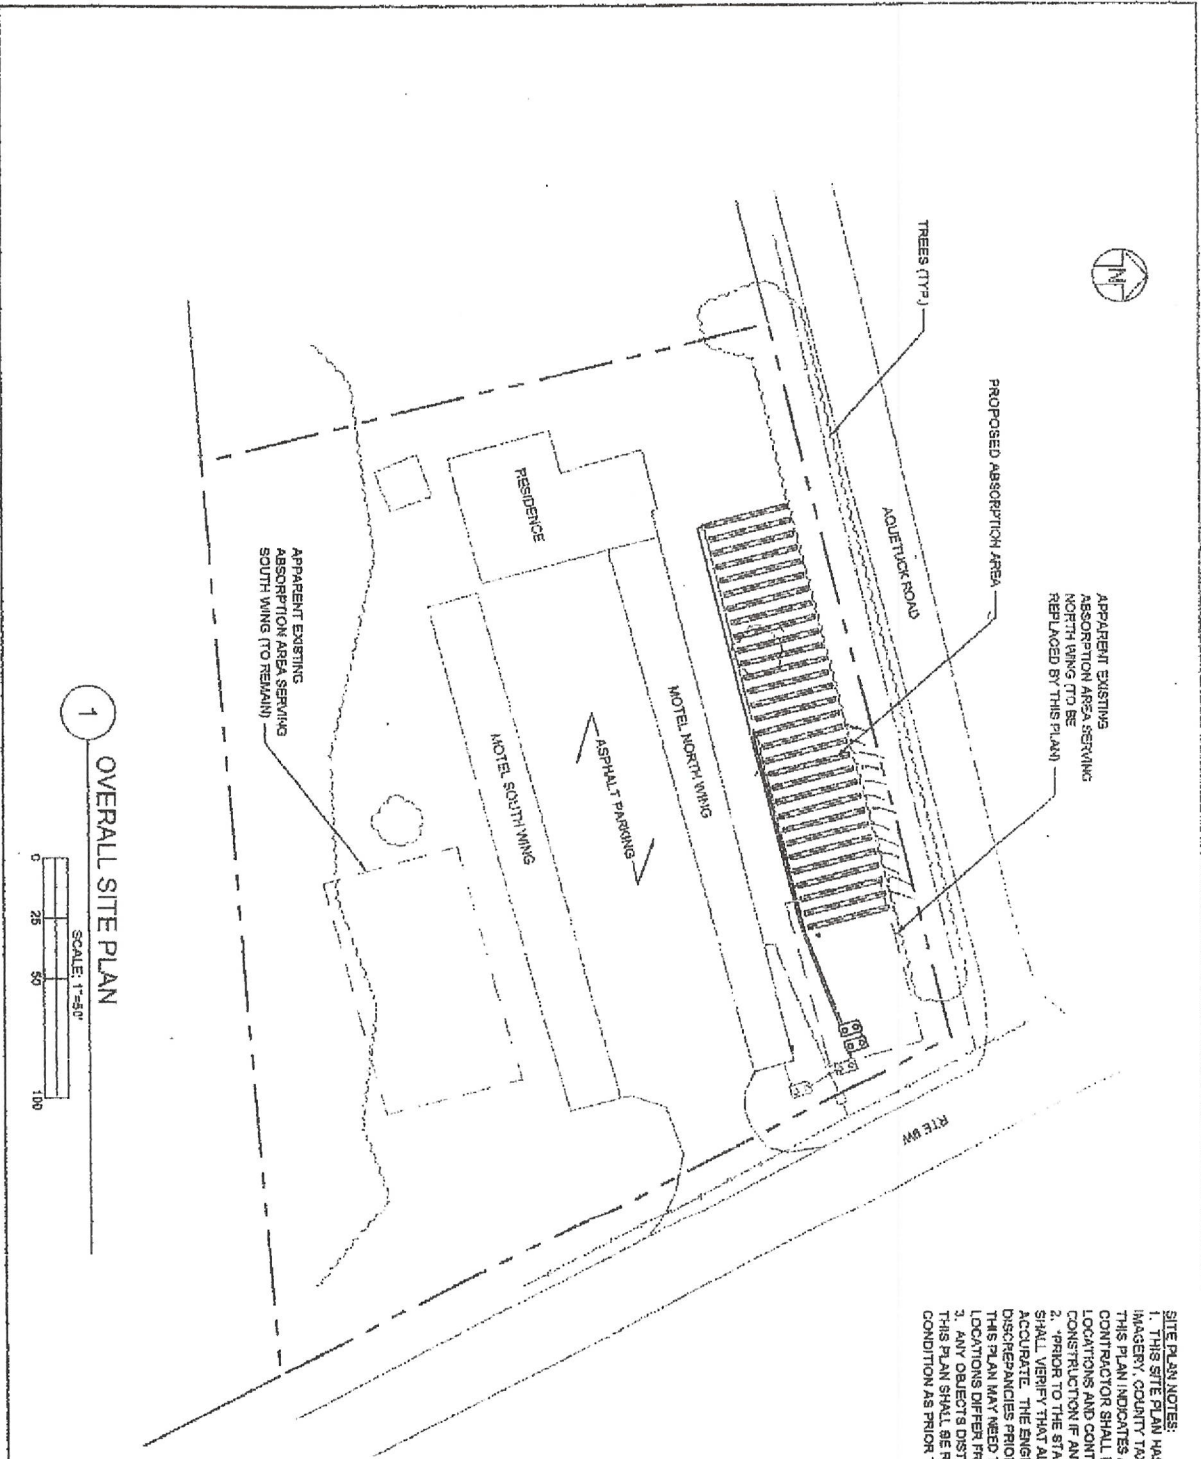 SITE PLAN NOTES:
1. THIS SITE PLAN HAS
IMAGERY, COUNTY TAX
THIS PLAN INDICATES
CONTRACTOR SHALL
LOCATIONS AND CONT
CONSTRUCTION IF AN
2. *PRIOR TO THE STA
SHALL VERIFY THAT AL
ACCURATE. THE ENGI
DISCREPANCIES PRIO
THIS PLAN MAY NEED
LOCATIONS DIFFER FR
3. ANY OBJECTS DIST
THIS PLAN SHALL BE R
CONDITION AS PRIOR
N
TREES (TYP.)
PROPOSED ABSORPTION AREA
APPARENT EXISTING
ABSORPTION AREA SERVING
NORTH WING (TO BE
REPLACED BY THIS PLAN)
AQUETUCK ROAD
RTE 9W
RESIDENCE
MOTEL NORTH WING
ASPHALT PARKING
MOTEL SOUTH WING
APPARENT EXISTING
ABSORPTION AREA SERVING
SOUTH WING (TO REMAIN)
1
OVERALL SITE PLAN
SCALE: 1"=50'
0 25 50 100